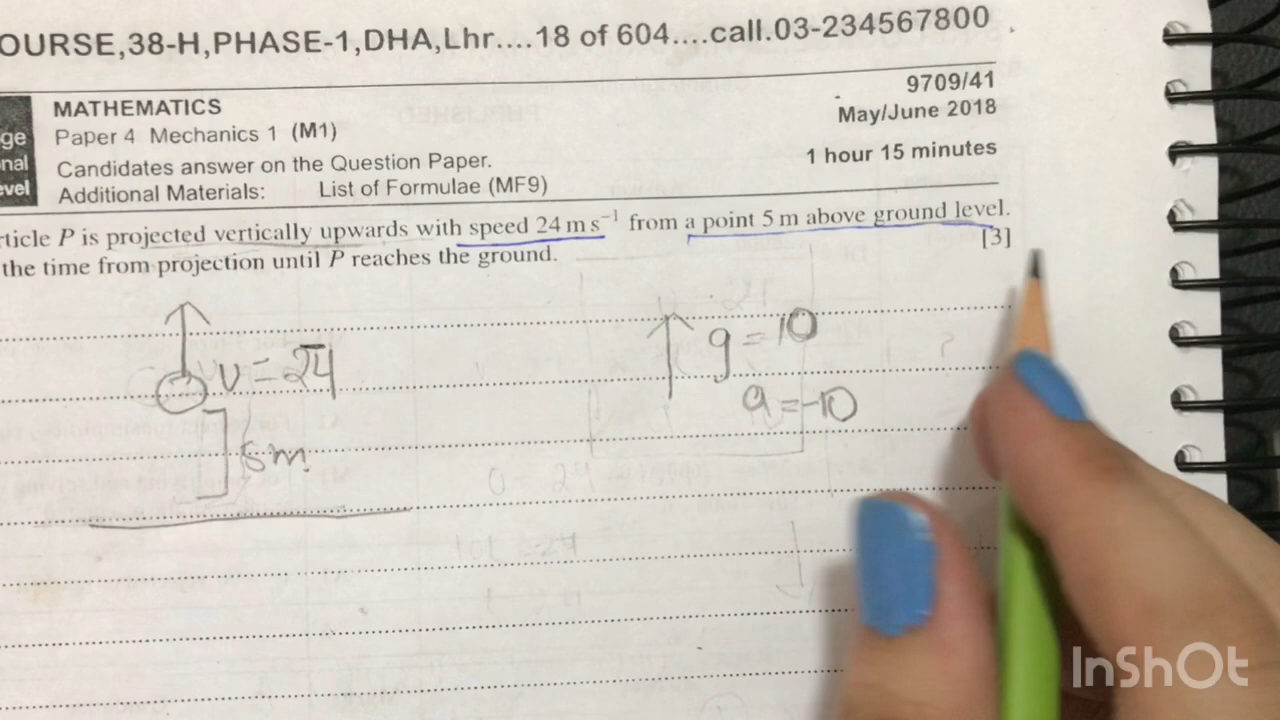 OURSE,38-H,PHASE-1,DHA,Lhr....18 of 604....call.03-234567800
9709/41
MATHEMATICS
May/June 2018
ge
Paper 4 Mechanics 1 (M1)
nal
Candidates answer on the Question Paper.
1 hour 15 minutes
evel
Additional Materials: List of Formulae (MF9)
rticle P is projected vertically upwards with speed 24 m s⁻¹ from a point 5 m above ground level.
the time from projection until P reaches the ground. [3]
g = 10
= 24
a = -10
5m
InShOt